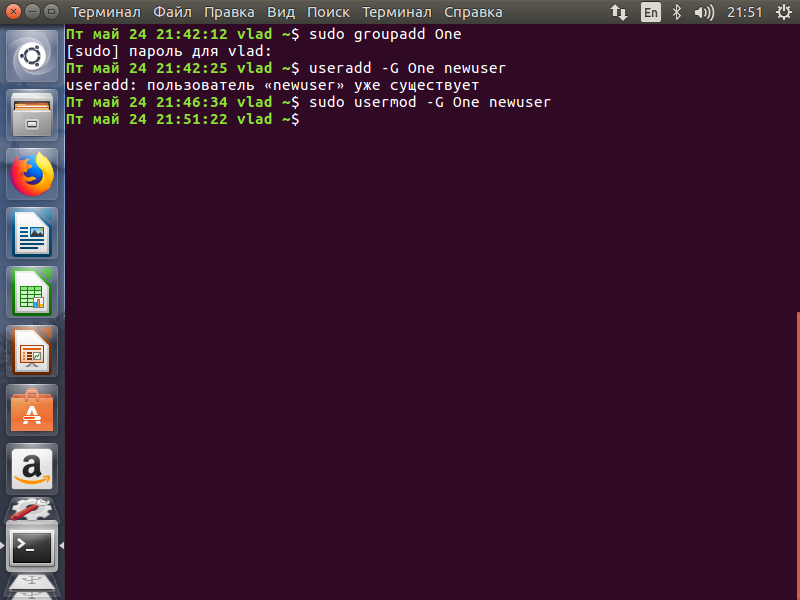 Терминал Файл Правка Вид Поиск Терминал Справка En 21:51
Пт май 24 21:42:12 vlad ~$ sudo groupadd One
[sudo] пароль для vlad:
Пт май 24 21:42:25 vlad ~$ useradd -G One newuser
useradd: пользователь «newuser» уже существует
Пт май 24 21:46:34 vlad ~$ sudo usermod -G One newuser
Пт май 24 21:51:22 vlad ~$
A
a
>_